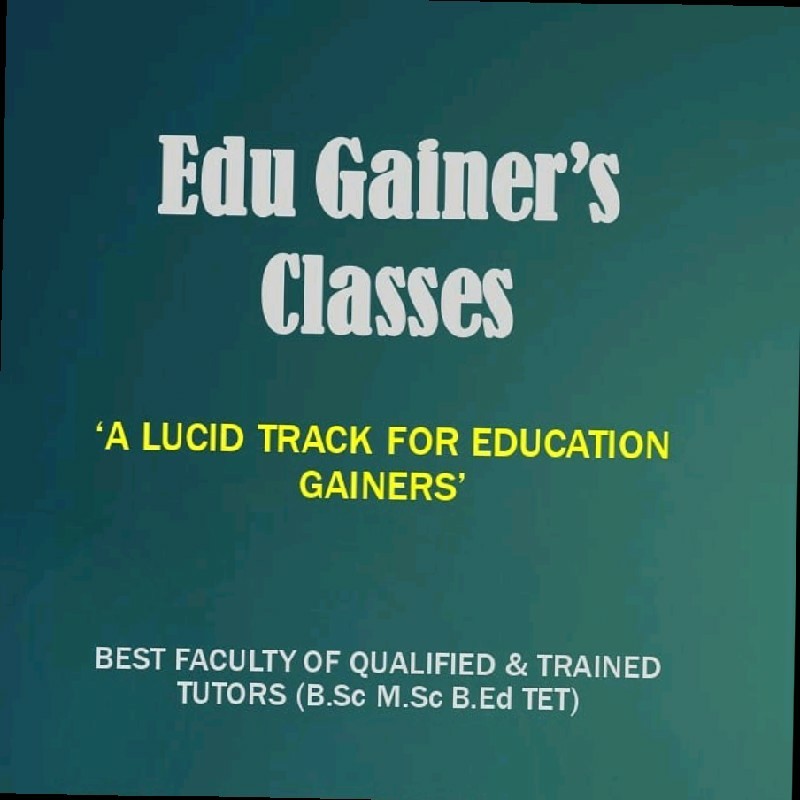 Edu Gainer’s
Classes
‘A LUCID TRACK FOR EDUCATION
GAINERS’
BEST FACULTY OF QUALIFIED & TRAINED
TUTORS (B.Sc M.Sc B.Ed TET)